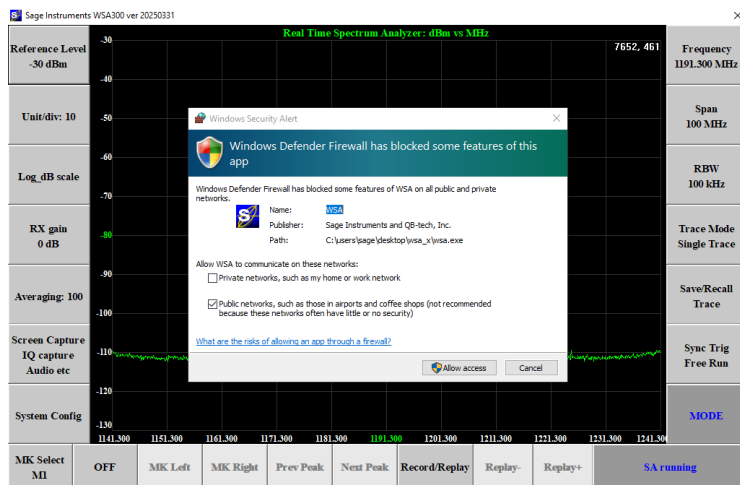 Sage Instruments WSA300 ver 20250331
Real Time Spectrum Analyzer: dBm vs MHz
7652, 461
Reference Level
-30 dBm
Unit/div: 10
Log_dB scale
RX gain
0 dB
Averaging: 100
Screen Capture
IQ capture
Audio etc
System Config
-30
-40
-50
-60
-70
-80
-90
-100
-110
-120
-130
Windows Security Alert
Windows Defender Firewall has blocked some features of this
app
Windows Defender Firewall has blocked some features of WSA on all public and private
networks.
Name: WSA
Publisher: Sage Instruments and QB-tech, Inc.
Path: C:\users\sage\desktop\wsa_x\wsa.exe
Allow WSA to communicate on these networks:
Private networks, such as my home or work network
Public networks, such as those in airports and coffee shops (not recommended
because these networks often have little or no security)
What are the risks of allowing an app through a firewall?
Allow access
Cancel
1141.300 1151.300 1161.300 1171.300 1181.300 1191.300 1201.300 1211.300 1221.300 1231.300 1241.30
Frequency
1191.300 MHz
Span
100 MHz
RBW
100 kHz
Trace Mode
Single Trace
Save/Recall
Trace
Sync Trig
Free Run
MODE
MK Select
M1
OFF
MK Left
MK Right
Prev Peak
Next Peak
Record/Replay
Replay-
Replay+
SA running